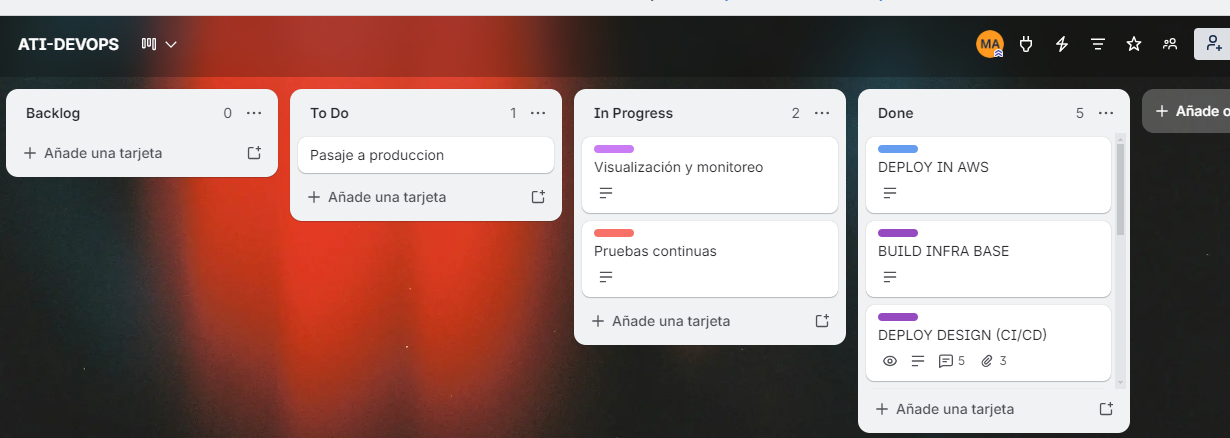 ATI-DEVOPS
MA
Backlog 0
+ Añade una tarjeta
To Do 1
Pasaje a produccion
+ Añade una tarjeta
In Progress 2
Visualización y monitoreo
Pruebas continuas
+ Añade una tarjeta
Done 5
DEPLOY IN AWS
BUILD INFRA BASE
DEPLOY DESIGN (CI/CD)
5 3
+ Añade una tarjeta
+ Añade o